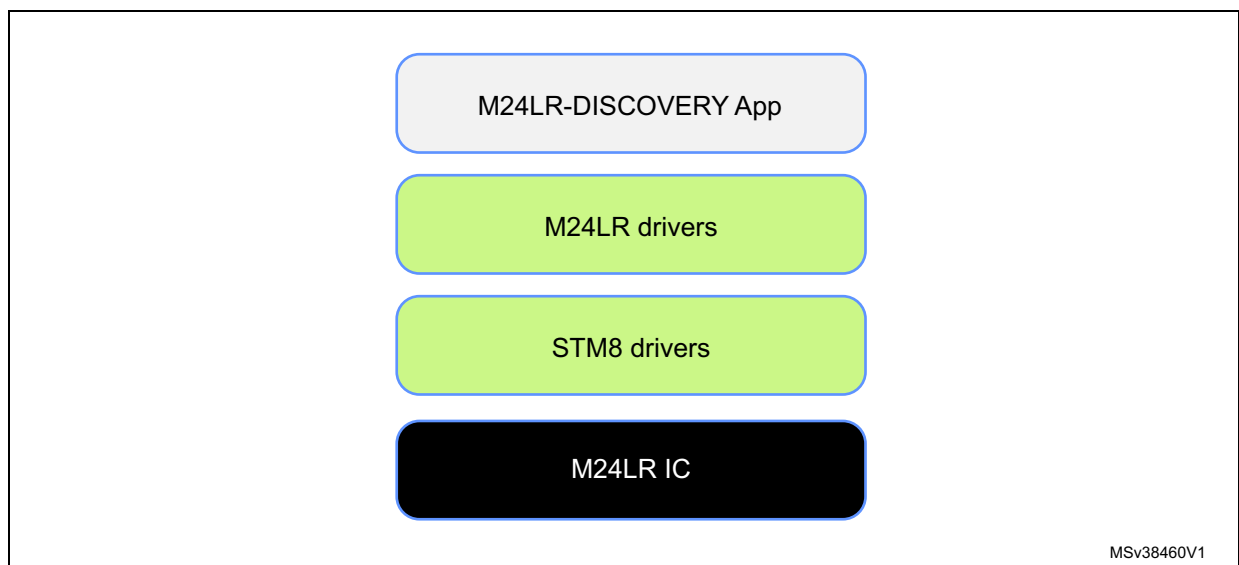 M24LR-DISCOVERY App
M24LR drivers
STM8 drivers
M24LR IC
MSv38460V1